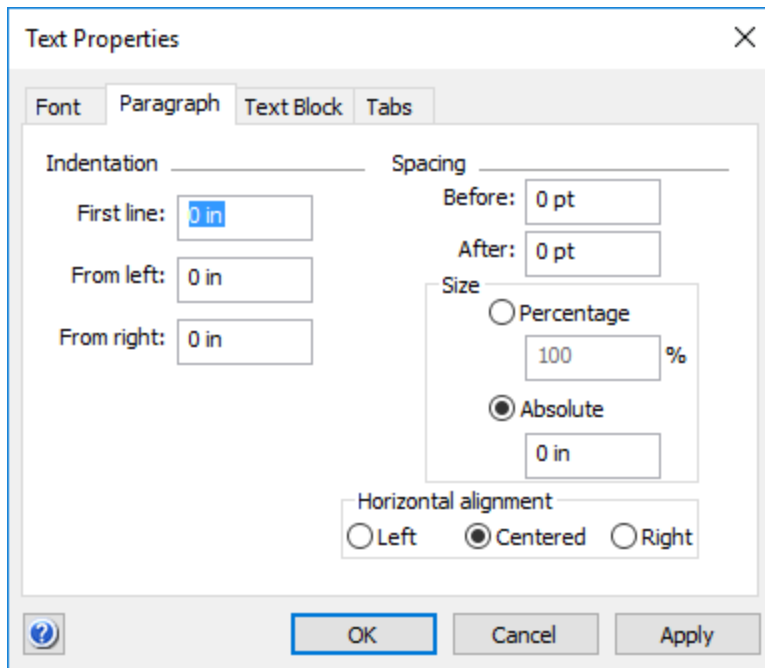 Text Properties
Font Paragraph Text Block Tabs
Indentation
First line: 0 in
From left: 0 in
From right: 0 in
Spacing
Before: 0 pt
After: 0 pt
Size
Percentage
100 %
Absolute
0 in
Horizontal alignment
Left Centered Right
OK Cancel Apply